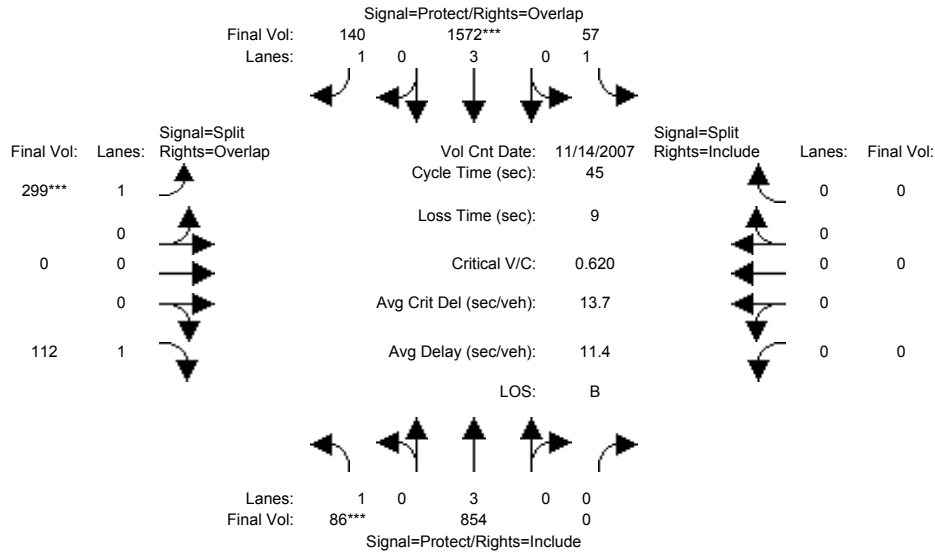 Signal=Protect/Rights=Overlap
Final Vol: 140 1572*** 57
Lanes: 1 0 3 0 1
Signal=Split
Final Vol: Lanes: Rights=Overlap
Vol Cnt Date: 11/14/2007
Signal=Split
Rights=Include Lanes: Final Vol:
Cycle Time (sec): 45
299*** 1
0 0
Loss Time (sec): 9
0
0
0 0
Critical V/C: 0.620
0 0
0
Avg Crit Del (sec/veh): 13.7
0
112 1
Avg Delay (sec/veh): 11.4
0 0
LOS: B
Lanes: 1 0 3 0 0
Final Vol: 86*** 854 0
Signal=Protect/Rights=Include